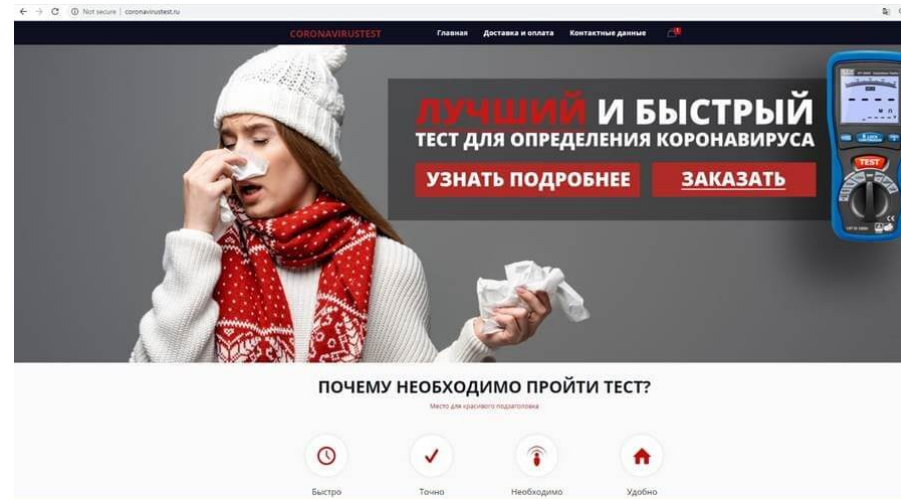 Not secure | coronavirustest.ru
CORONAVIRUSTEST Главная Доставка и оплата Контактные данные
ЛУЧШИЙ И БЫСТРЫЙ
ТЕСТ ДЛЯ ОПРЕДЕЛЕНИЯ КОРОНАВИРУСА
УЗНАТЬ ПОДРОБНЕЕ ЗАКАЗАТЬ
TEST
ПОЧЕМУ НЕОБХОДИМО ПРОЙТИ ТЕСТ?
Место для красивого подзаголовка
Быстро Точно Необходимо Удобно